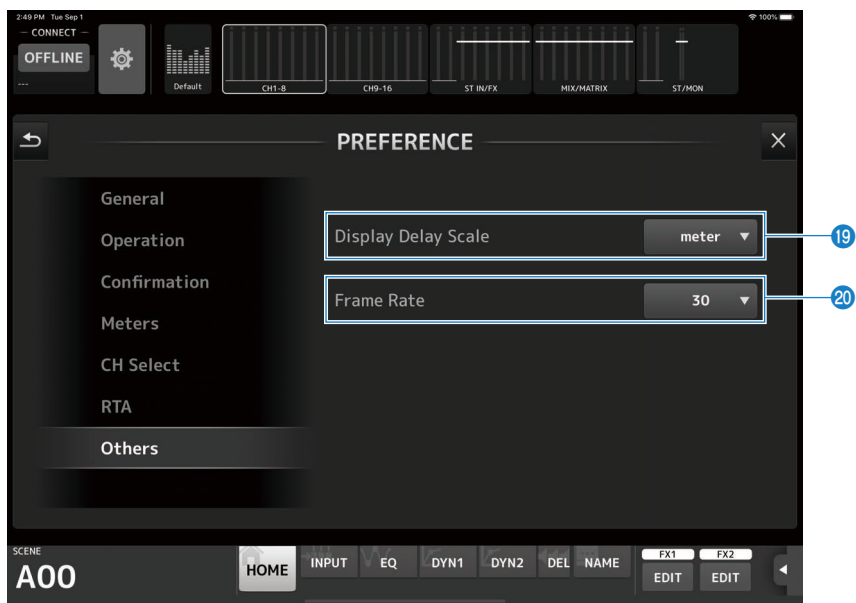 2:49 PM Tue Sep 1
100%
CONNECT
OFFLINE
---
Default
CH1-8
CH9-16
ST IN/FX
MIX/MATRIX
ST/MON
PREFERENCE
General
Operation
Confirmation
Meters
CH Select
RTA
Others
Display Delay Scale
meter
19
Frame Rate
30
20
SCENE
A00
HOME
INPUT
EQ
DYN1
DYN2
DEL
NAME
FX1
EDIT
FX2
EDIT